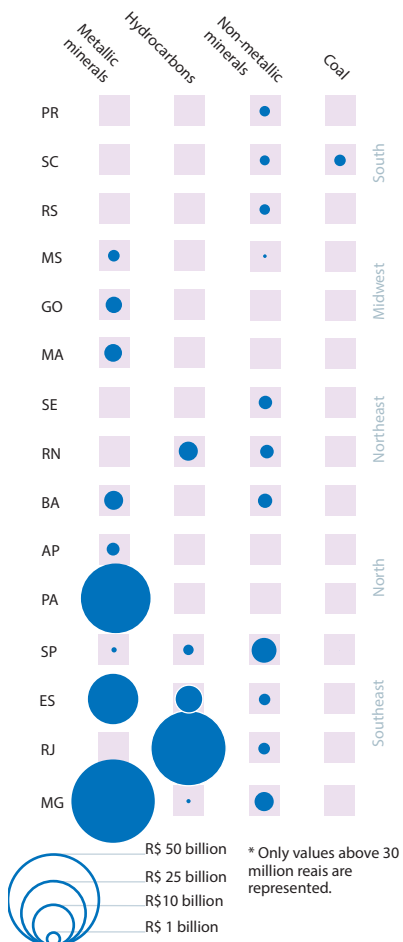 Metallic
minerals
Hydrocarbons
Non-metallic
minerals
Coal
PR
SC
RS
South
MS
GO
Midwest
MA
SE
RN
BA
Northeast
AP
PA
North
SP
ES
RJ
MG
Southeast
R$ 50 billion
R$ 25 billion
R$10 billion
R$ 1 billion
* Only values above 30
million reais are
represented.